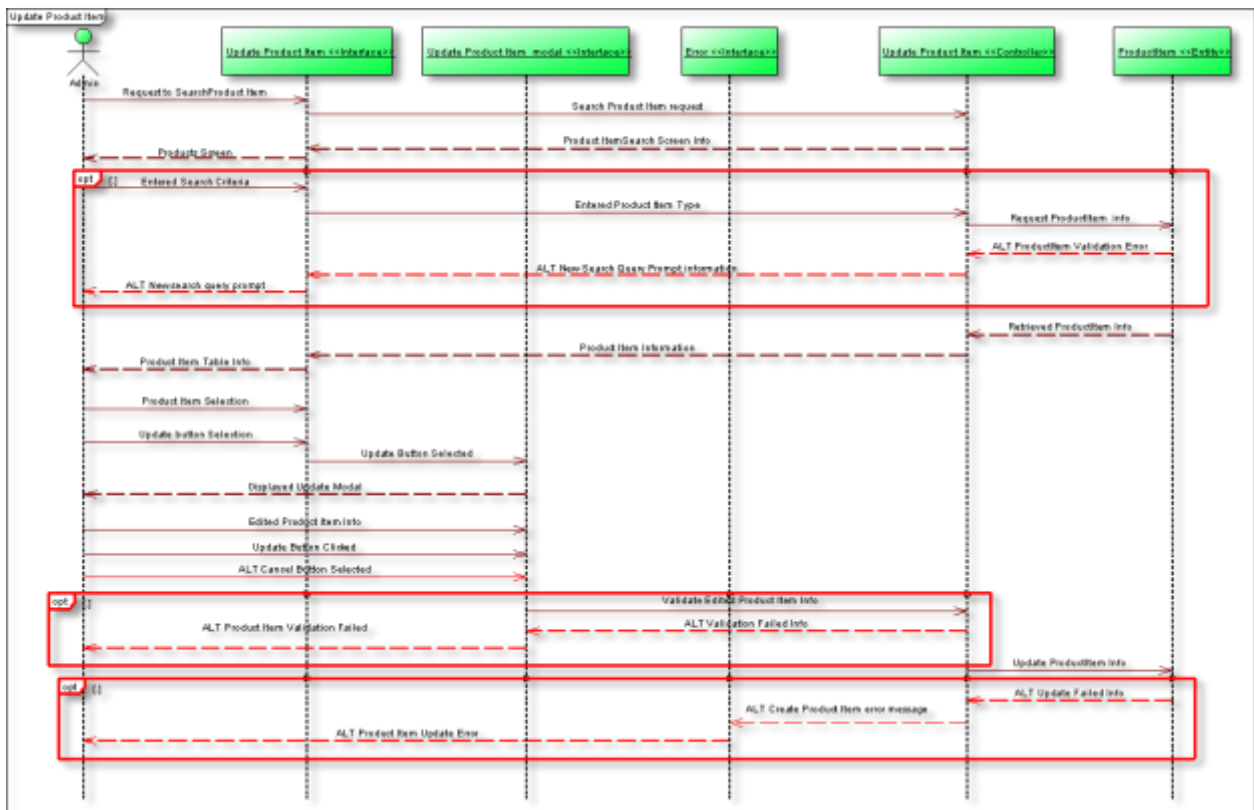 Update Product Item
Update Product Item <<Interface>>
Update Product Item modal <<Interface>>
Error <<Interface>>
Update Product Item <<Controller>>
ProductItem <<Entity>>
Admin
Request to SearchProduct Item
Search Product Item request
Product ItemSearch Screen Info
Products Screen
opt
[ ]
Entered Search Criteria
Entered Product Item Type
Request ProductItem info
ALT ProductItem Validation Error
ALT New Search Query Prompt information
ALT Newsearch query prompt
Retrieved ProductItem Info
Product Item Information
Product Item Table Info
Product Item Selection
Update button Selection
Update Button Selected
Displayed Update Modal
Edited Product Item Info
Update Button Clicked
ALT Cancel Button Selected
opt
[ ]
Validate Edited Product Item Info
ALT Validation Failed Info
ALT Product Item Validation Failed
Update ProductItem Info
opt
[ ]
ALT Update Failed Info
ALT Create Product Item error message
ALT Product Item Update Error